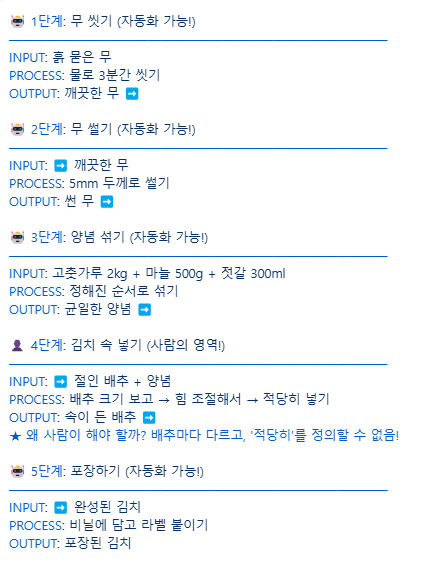 🤖 1단계: 무 씻기 (자동화 가능!)
INPUT: 흙 묻은 무
PROCESS: 물로 3분간 씻기
OUTPUT: 깨끗한 무 ➡️
🤖 2단계: 무 썰기 (자동화 가능!)
INPUT: ➡️ 깨끗한 무
PROCESS: 5mm 두께로 썰기
OUTPUT: 썬 무 ➡️
🤖 3단계: 양념 섞기 (자동화 가능!)
INPUT: 고춧가루 2kg + 마늘 500g + 젓갈 300ml
PROCESS: 정해진 순서로 섞기
OUTPUT: 균일한 양념 ➡️
👤 4단계: 김치 속 넣기 (사람의 영역!)
INPUT: ➡️ 절인 배추 + 양념
PROCESS: 배추 크기 보고 → 힘 조절해서 → 적당히 넣기
OUTPUT: 속이 든 배추 ➡️
★ 왜 사람이 해야 할까? 배추마다 다르고, '적당히'를 정의할 수 없음!
🤖 5단계: 포장하기 (자동화 가능!)
INPUT: ➡️ 완성된 김치
PROCESS: 비닐에 담고 라벨 붙이기
OUTPUT: 포장된 김치